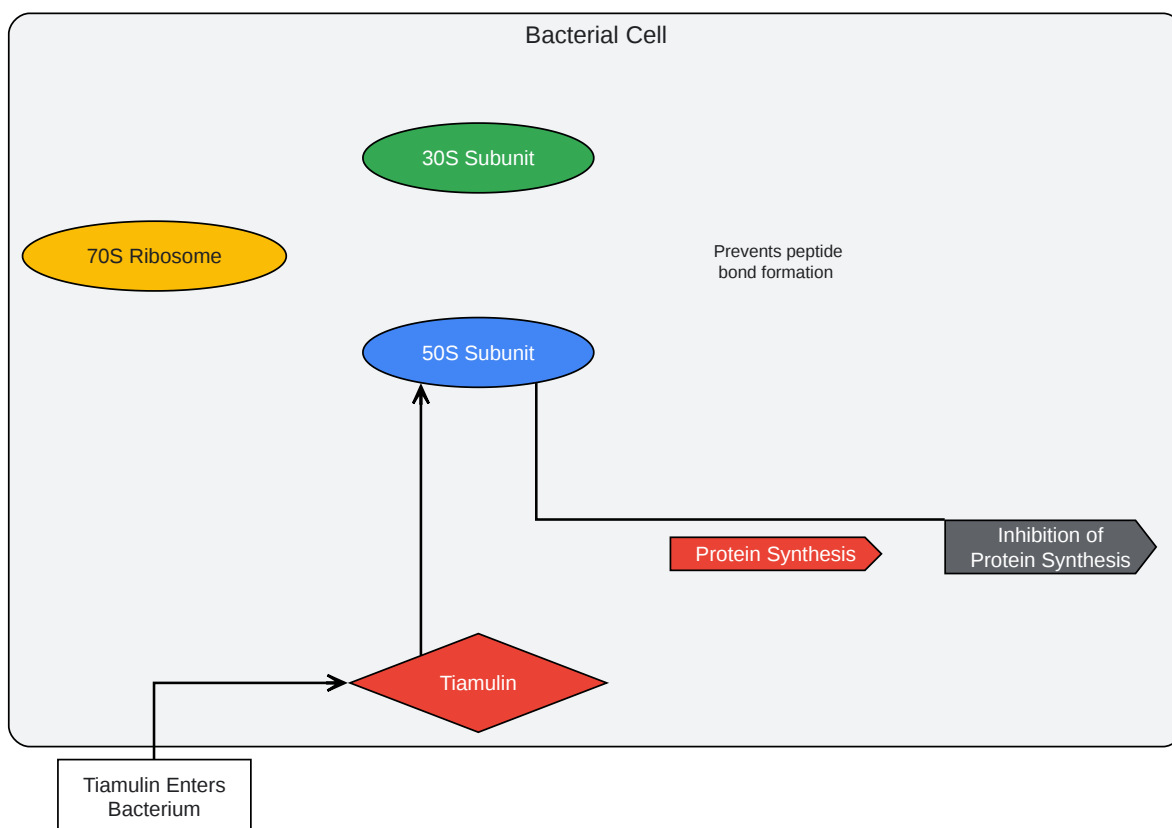 Bacterial Cell
30S Subunit
70S Ribosome
Prevents peptide
bond formation
50S Subunit
Protein Synthesis
Inhibition of
Protein Synthesis
Tiamulin
Tiamulin Enters
Bacterium